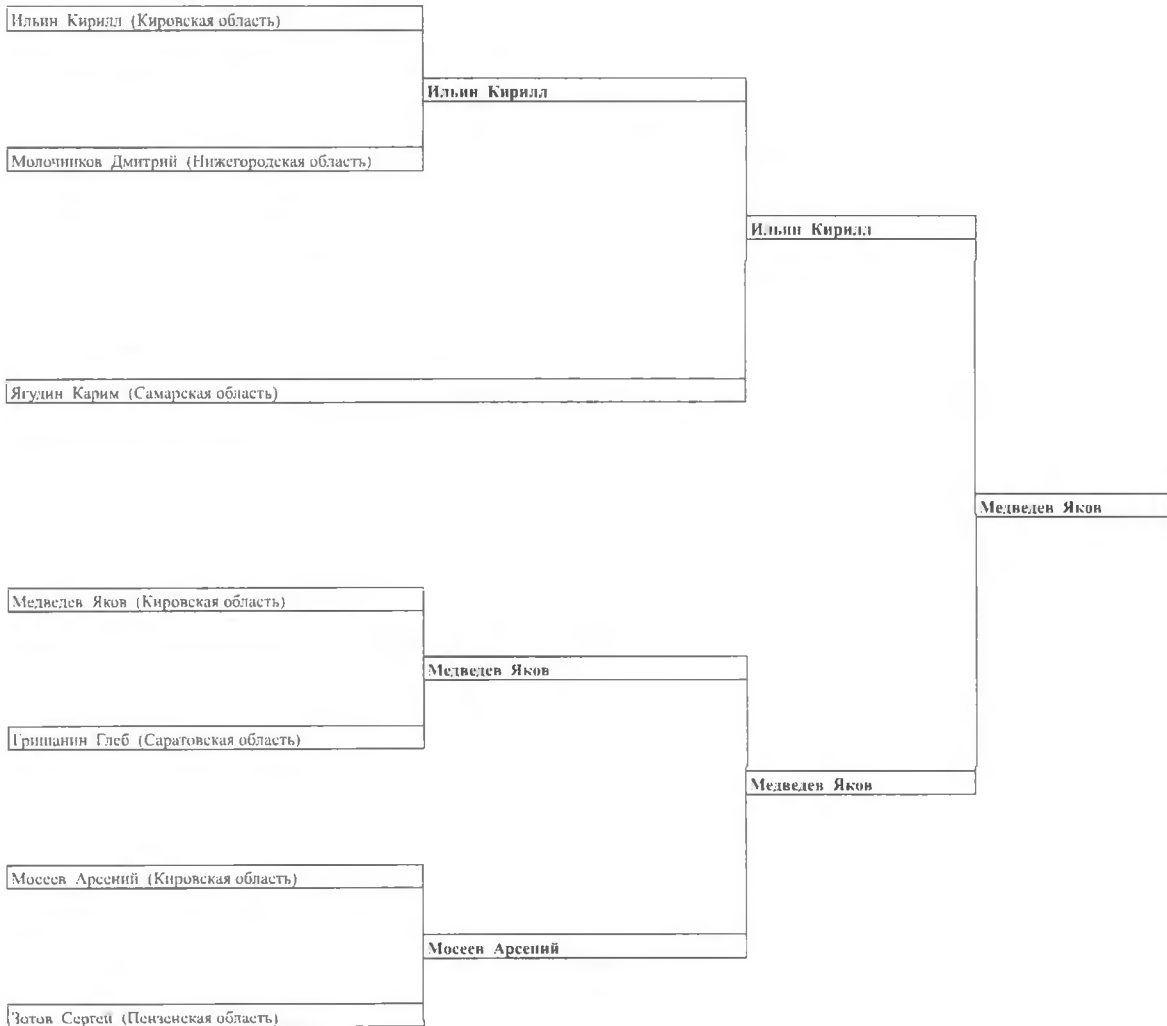 Ильин Кирилл (Кировская область)
Ильин Кирилл
Молочников Дмитрий (Нижегородская область)
Ильин Кирилл
Ягудин Карим (Самарская область)
Медведев Яков
Медведев Яков (Кировская область)
Медведев Яков
Гришанин Глеб (Саратовская область)
Медведев Яков
Мосеев Арсений (Кировская область)
Мосеев Арсений
Зотов Сергей (Пензенская область)